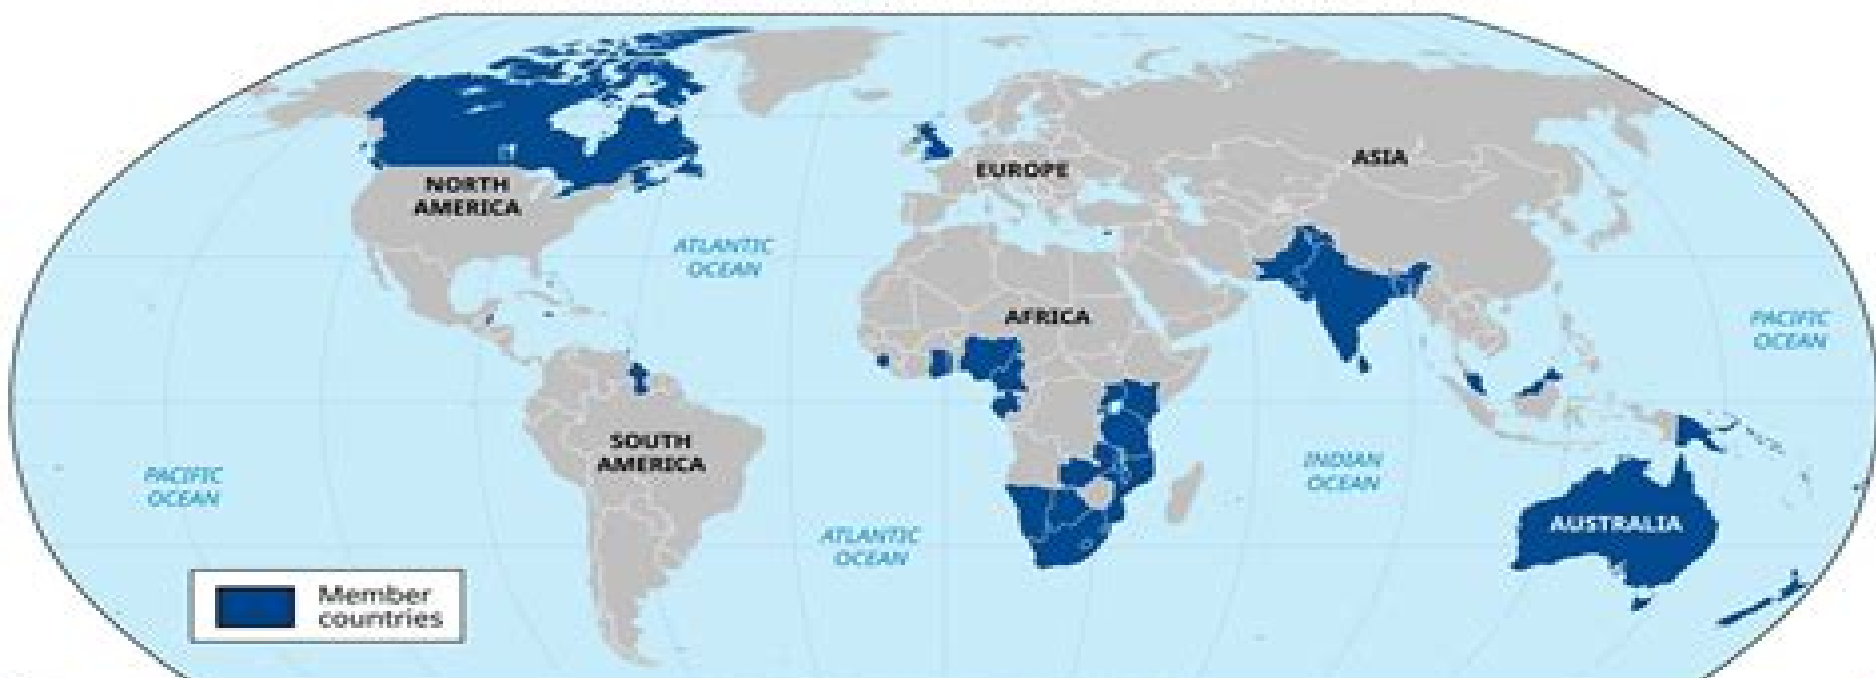 NORTH
AMERICA
ATLANTIC
OCEAN
EUROPE
ASIA
AFRICA
PACIFIC
OCEAN
SOUTH
AMERICA
PACIFIC
OCEAN
ATLANTIC
OCEAN
INDIAN
OCEAN
AUSTRALIA
Member
countries